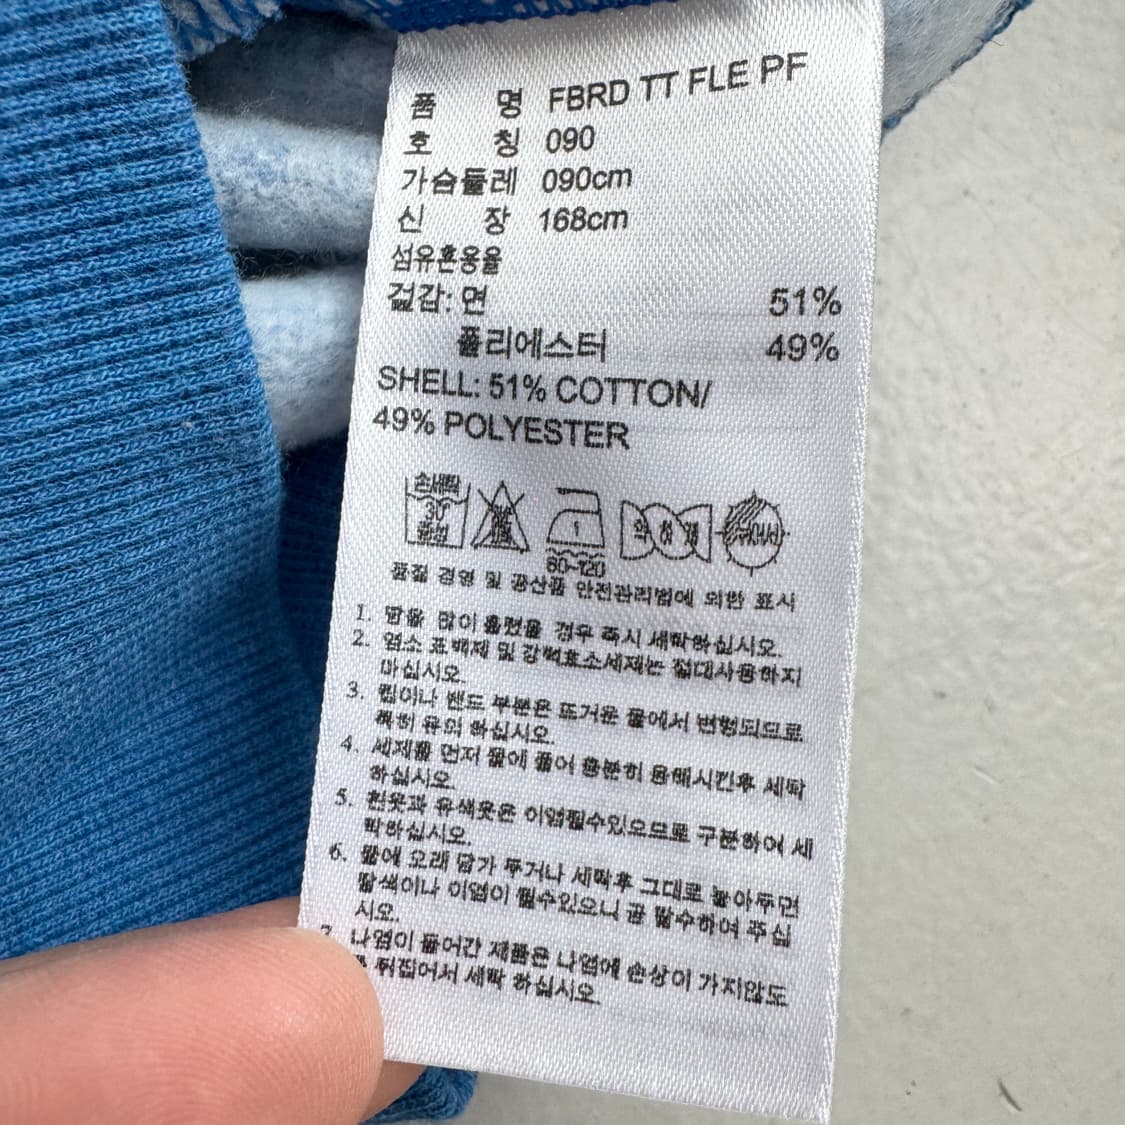 품 명 FBRD TT FLE PF
호 칭 090
가슴둘레 090cm
신 장 168cm
섬유혼용율
겉감: 면 51%
폴리에스터 49%
SHELL: 51% COTTON/
49% POLYESTER
손세탁
30
중성
1
80~120
약 하 게
품질 경영 및 공산품 안전관리법에 의한 표시
1. 땀을 많이 흘렸을 경우 즉시 세탁하십시오.
2. 염소 표백제 및 강력효소세제는 절대사용하지
마십시오.
3. 립이나 밴드 부분은 뜨거운 물에서 변형되므로
특히 유의 하십시오.
4. 세제를 먼저 물에 풀어 충분히 용해시킨후 세탁
하십시오.
5. 흰옷과 유색옷은 이염될수있으므로 구분하여 세
탁하십시오.
6. 물에 오래 담가 두거나 세탁후 그대로 놓아두면
탈색이나 이염이 될수있으니 곧 탈수하여 주십
시오.
7. 나염이 들어간 제품은 나염에 손상이 가지않도
뒤집어서 세탁 하십시오.